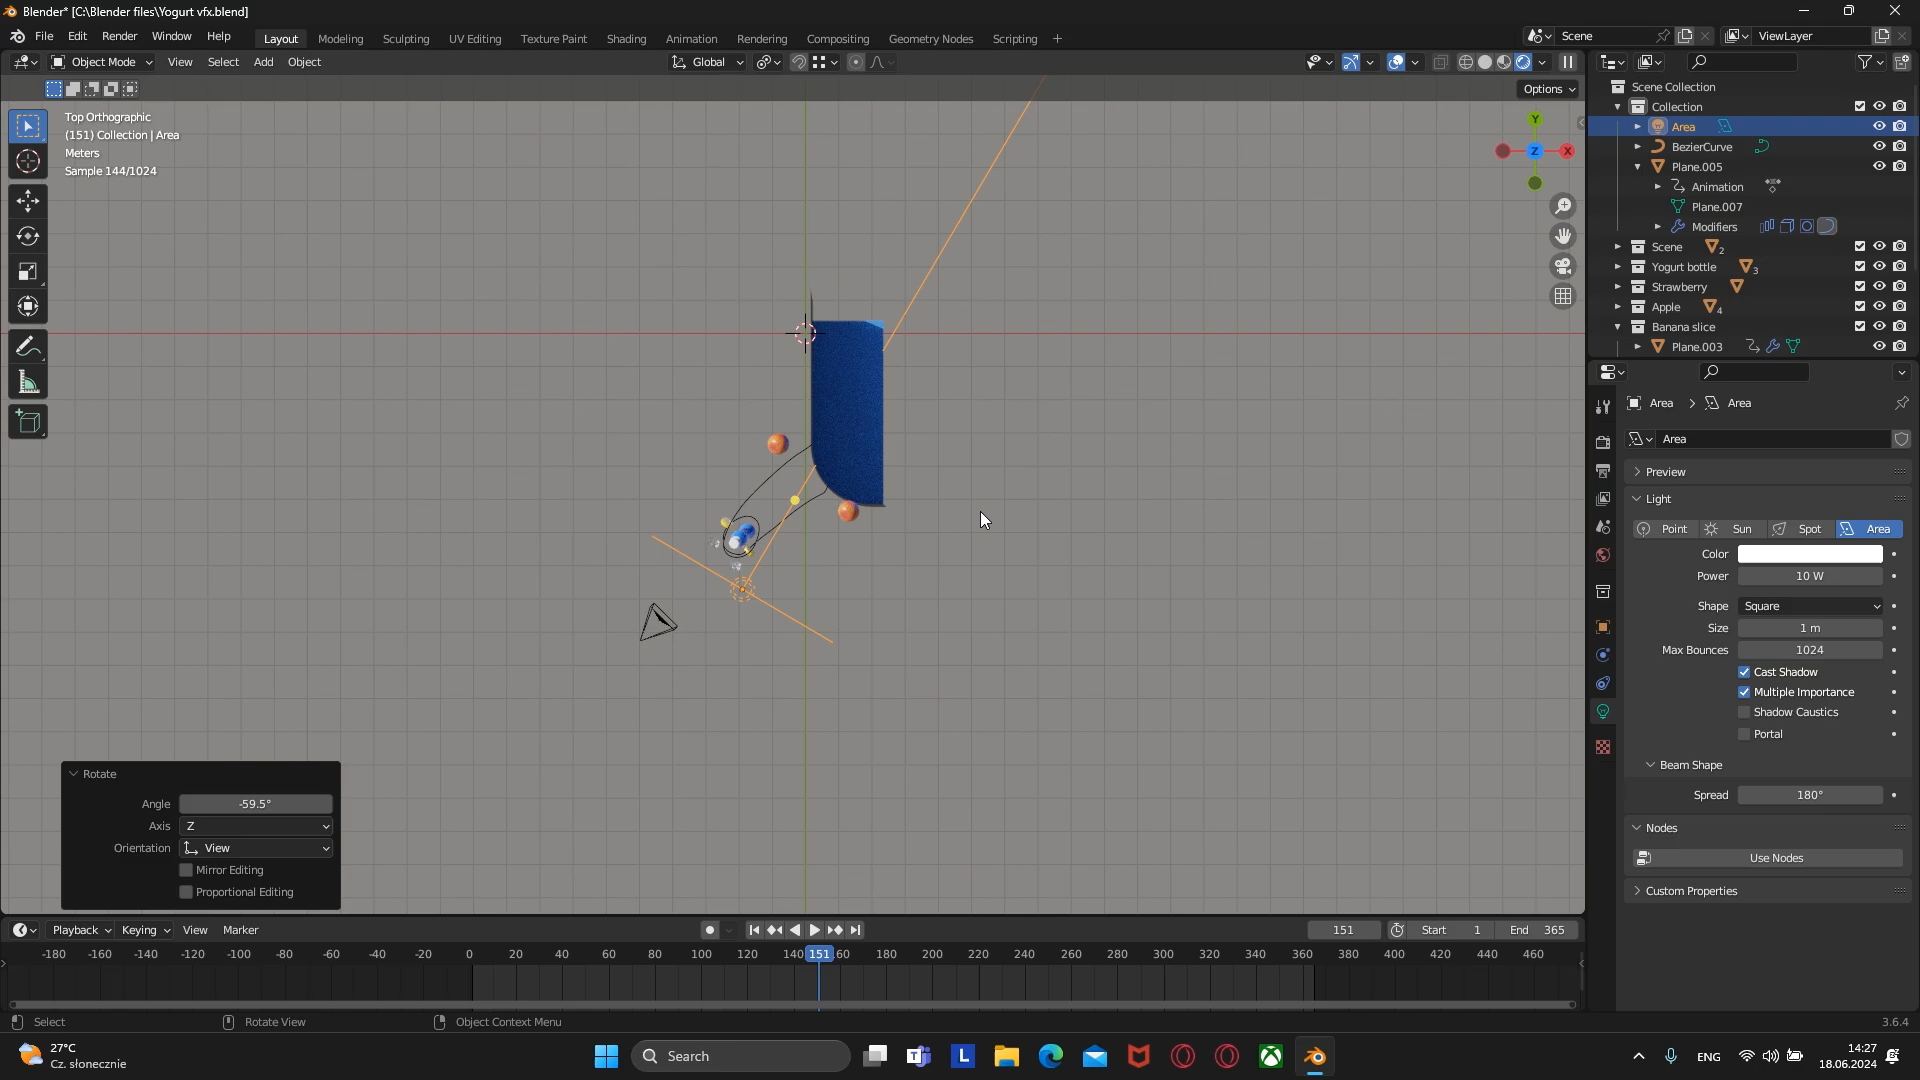 Blender* [C:\Blender files\Yogurt vfx.blend]
File Edit Render Window Help Layout Modeling Sculpting UV Editing Texture Paint Shading Animation Rendering Compositing Geometry Nodes Scripting + Scene ViewLayer
Object Mode View Select Add Object Global
Options
Top Orthographic
(151) Collection | Area
Meters
Sample 144/1024
Y
Z X
Scene Collection
Collection
Area
BezierCurve
Plane.005
Animation
Plane.007
Modifiers
Scene 2
Yogurt bottle 3
Strawberry
Apple 4
Banana slice
Plane.003
Area > Area
Area
Preview
Light
Point Sun Spot Area
Color
Power 10 W
Shape Square
Size 1 m
Max Bounces 1024
Cast Shadow
Multiple Importance
Shadow Caustics
Portal
Beam Shape
Spread 180°
Nodes
Use Nodes
Custom Properties
Rotate
Angle -59.5°
Axis Z
Orientation View
Mirror Editing
Proportional Editing
Playback Keying View Marker 151 Start 1 End 365
-180 -160 -140 -120 -100 -80 -60 -40 -20 0 20 40 60 80 100 120 140 151 60 180 200 220 240 260 280 300 320 340 360 380 400 420 440 460
Select Rotate View Object Context Menu 3.6.4
27°C
Cz. słonecznie
Search
L
ENG
14:27
18.06.2024